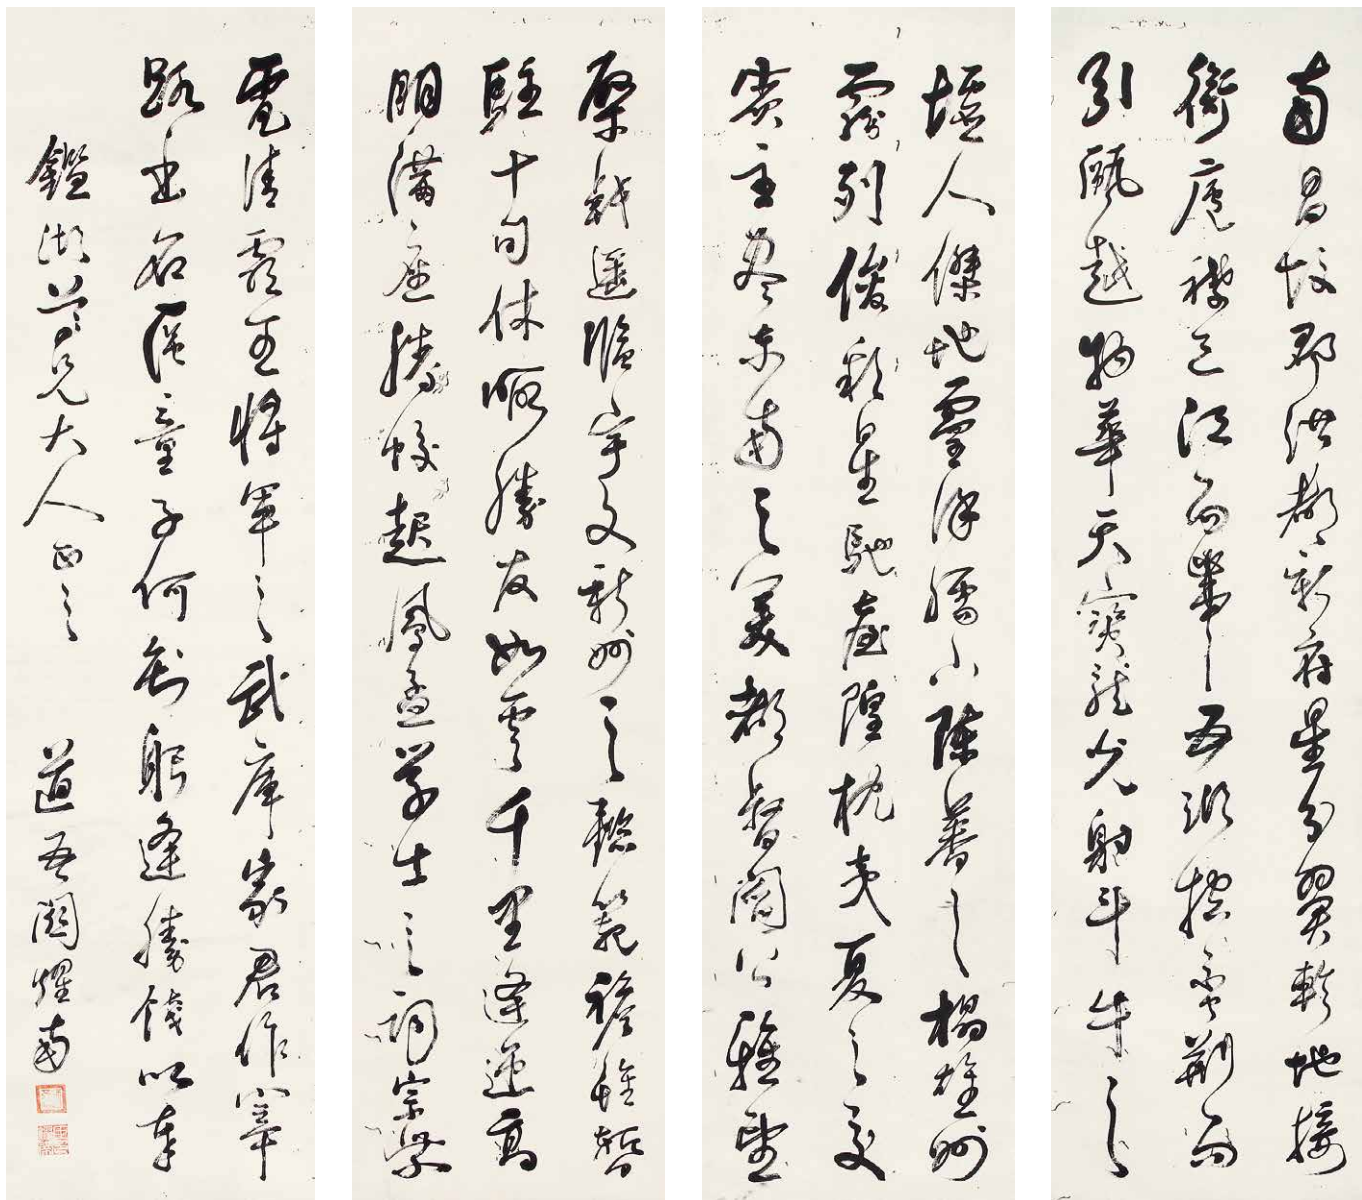 南昌故郡洪都新府星分翼軫地接
衡廬襟三江而帶五湖控蠻荊而
引甌越物華天寶龍光射斗牛之
墟人傑地靈徐孺下陳蕃之榻雄州
霧列俊彩星馳臺隍枕夷夏之交
賓主盡東南之美都督閻公雅望
棨戟遙臨宇文新州之懿範襜帷暫
駐十旬休暇勝友如雲千里逢迎高
朋滿座騰蛟起鳳孟學士之詞宗紫
電清霜王將軍之武庫家君作宰
路出名區童子何知躬逢勝餞以奉
鑑湖尊兄大人正之 道吾燿南